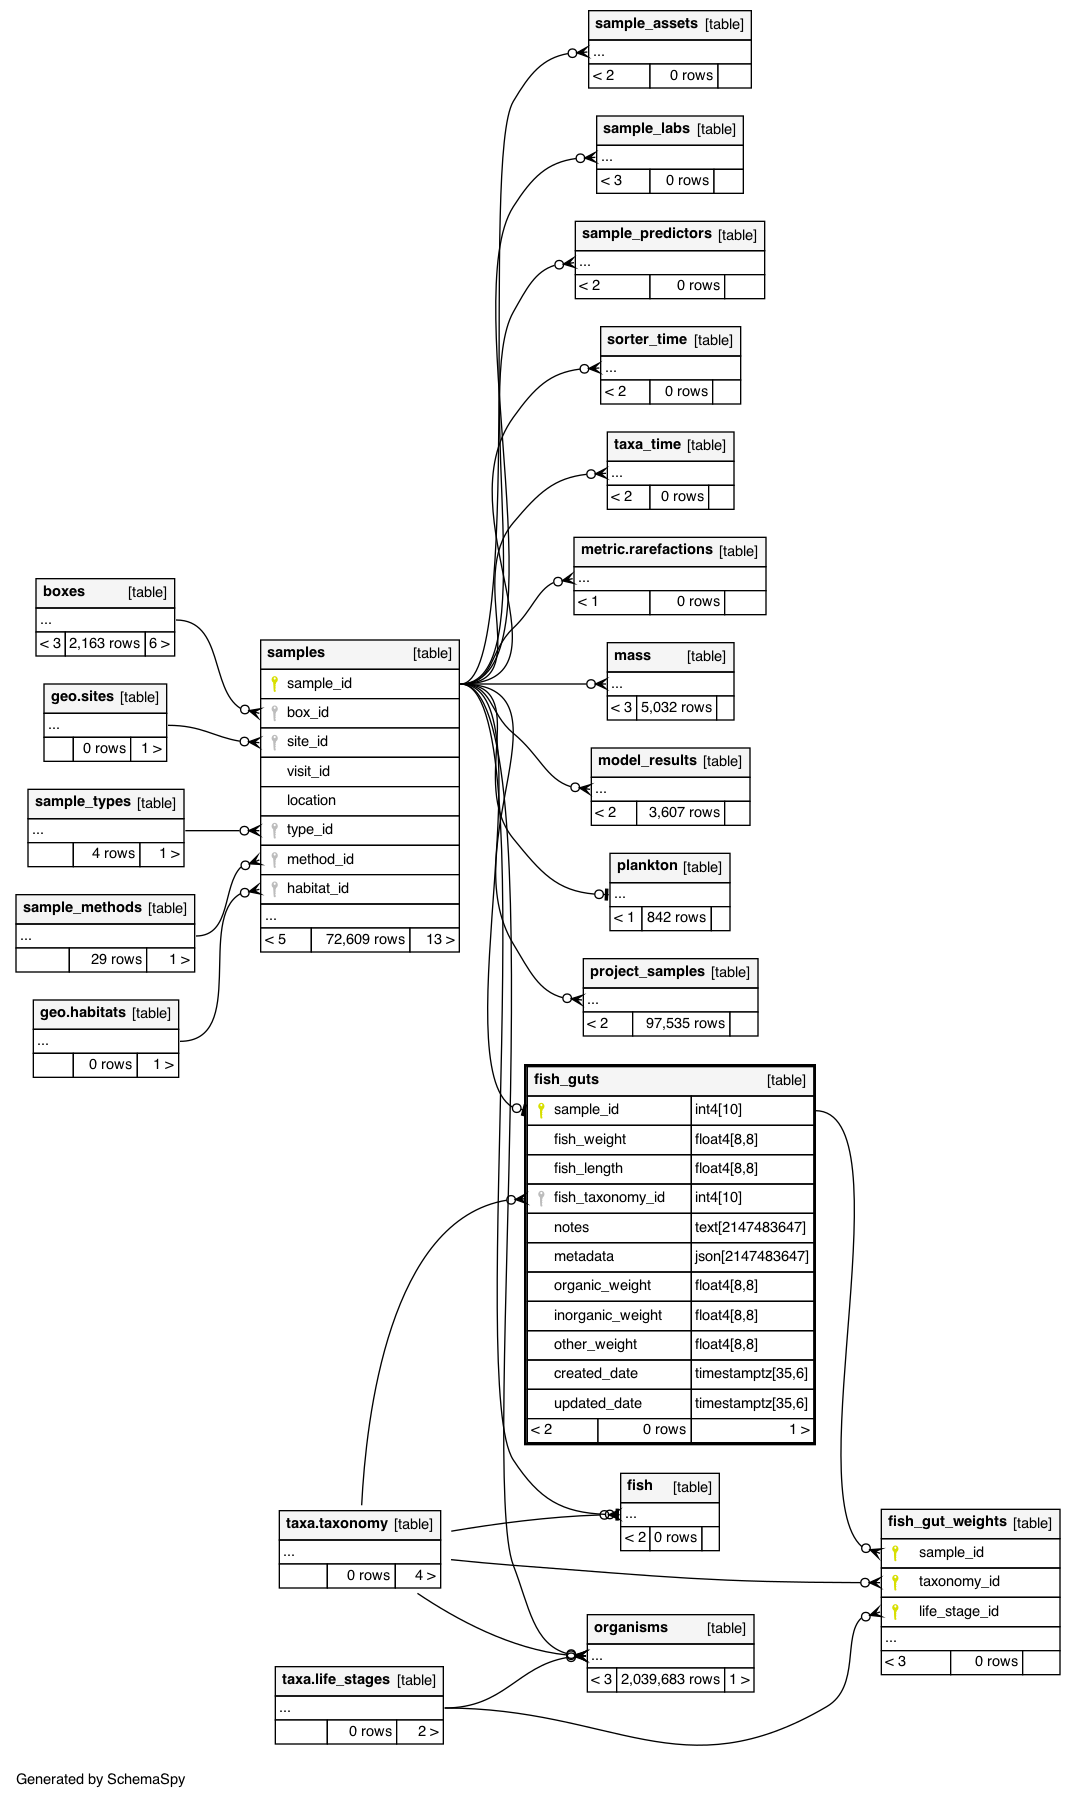 sample_assets [table]
...
< 2 0 rows
sample_labs [table]
...
< 3 0 rows
sample_predictors [table]
...
< 2 0 rows
sorter_time [table]
...
< 2 0 rows
taxa_time [table]
...
< 2 0 rows
metric.rarefactions [table]
...
< 1 0 rows
boxes [table]
...
< 3 2,163 rows 6 >
geo.sites [table]
...
0 rows 1 >
sample_types [table]
...
4 rows 1 >
sample_methods [table]
...
29 rows 1 >
geo.habitats [table]
...
0 rows 1 >
samples [table]
sample_id
box_id
site_id
visit_id
location
type_id
method_id
habitat_id
...
< 5 72,609 rows 13 >
mass [table]
...
< 3 5,032 rows
model_results [table]
...
< 2 3,607 rows
plankton [table]
...
< 1 842 rows
project_samples [table]
...
< 2 97,535 rows
fish_guts [table]
sample_id int4[10]
fish_weight float4[8,8]
fish_length float4[8,8]
fish_taxonomy_id int4[10]
notes text[2147483647]
metadata json[2147483647]
organic_weight float4[8,8]
inorganic_weight float4[8,8]
other_weight float4[8,8]
created_date timestamptz[35,6]
updated_date timestamptz[35,6]
< 2 0 rows 1 >
fish [table]
...
< 2 0 rows
taxa.taxonomy [table]
...
0 rows 4 >
fish_gut_weights [table]
sample_id
taxonomy_id
life_stage_id
...
< 3 0 rows
organisms [table]
...
< 3 2,039,683 rows 1 >
taxa.life_stages [table]
...
0 rows 2 >
Generated by SchemaSpy